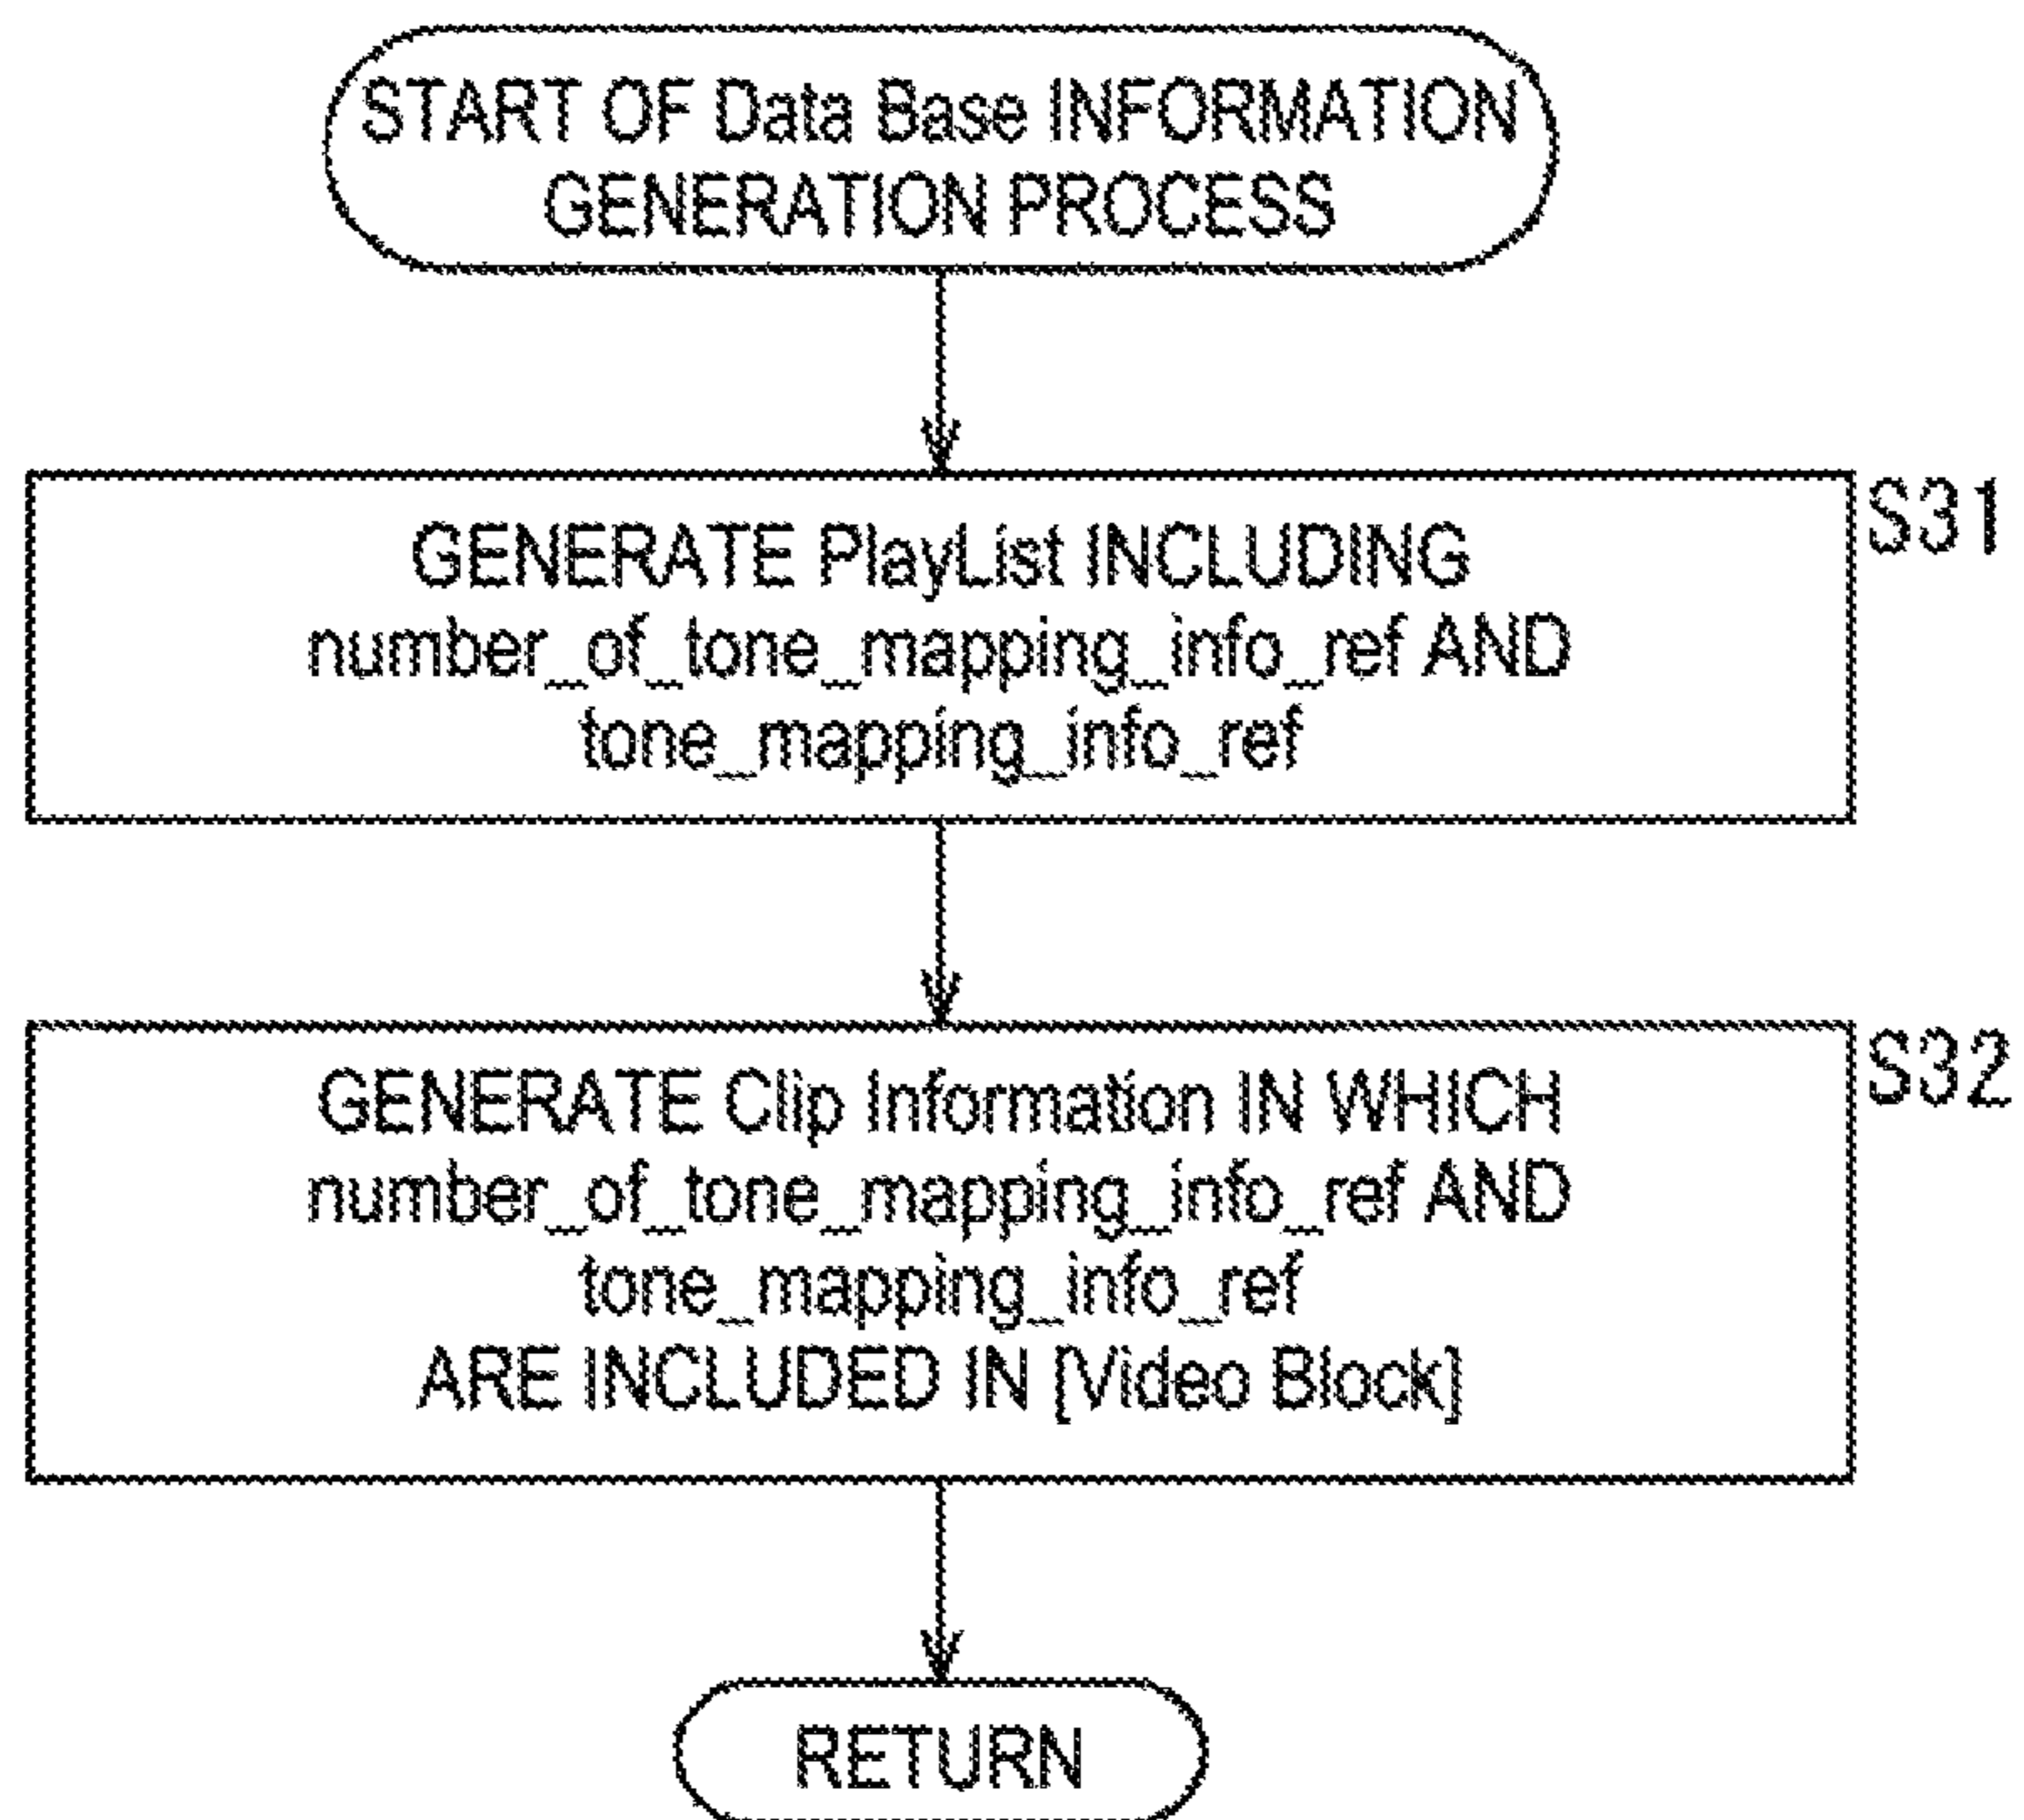 START OF Data Base INFORMATION
GENERATION PROCESS
S31
GENERATE PlayList INCLUDING
number_of_tone_mapping_info_ref AND
tone_mapping_info_ref
S32
GENERATE Clip Information IN WHICH
number_of_tone_mapping_info_ref AND
tone_mapping_info_ref
ARE INCLUDED IN [Video Block]
RETURN